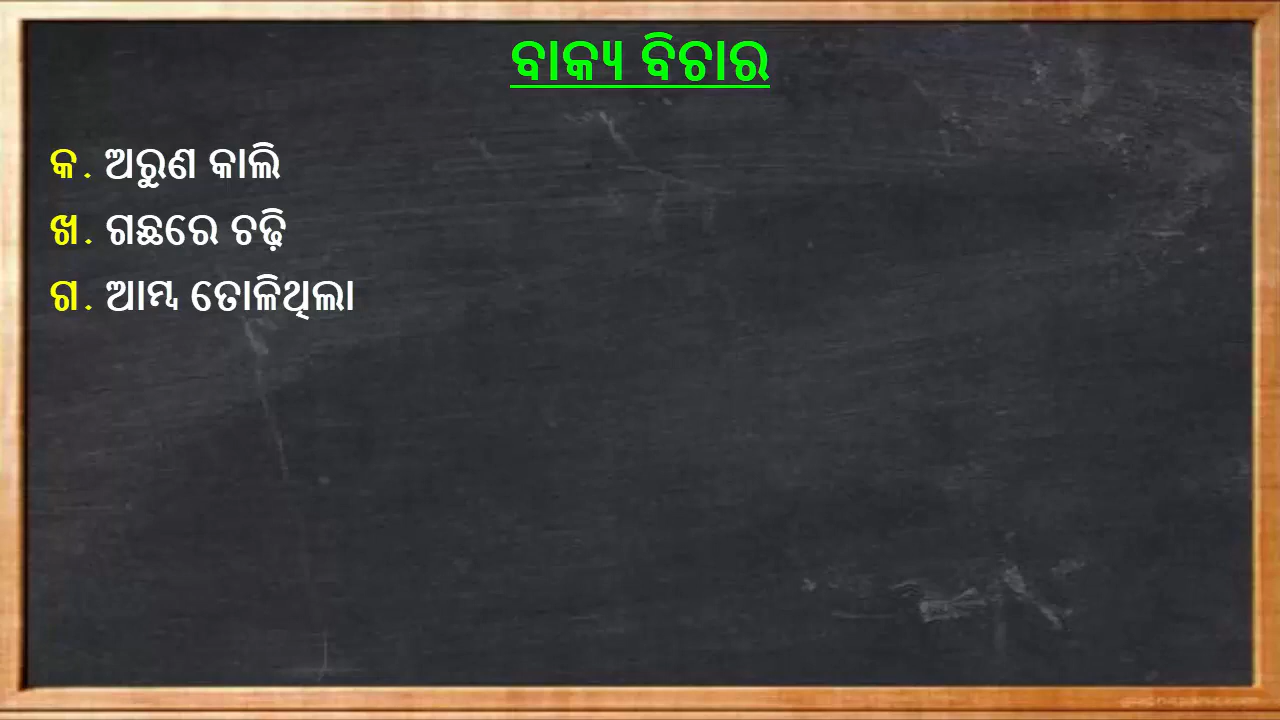 ବାକ୍ୟ ବିଚାର
କ. ଅରୁଣ କାଲି
ଖ. ଗଛରେ ଚଢ଼ି
ଗ. ଆମ୍ବ ତୋଳିଥିଲା